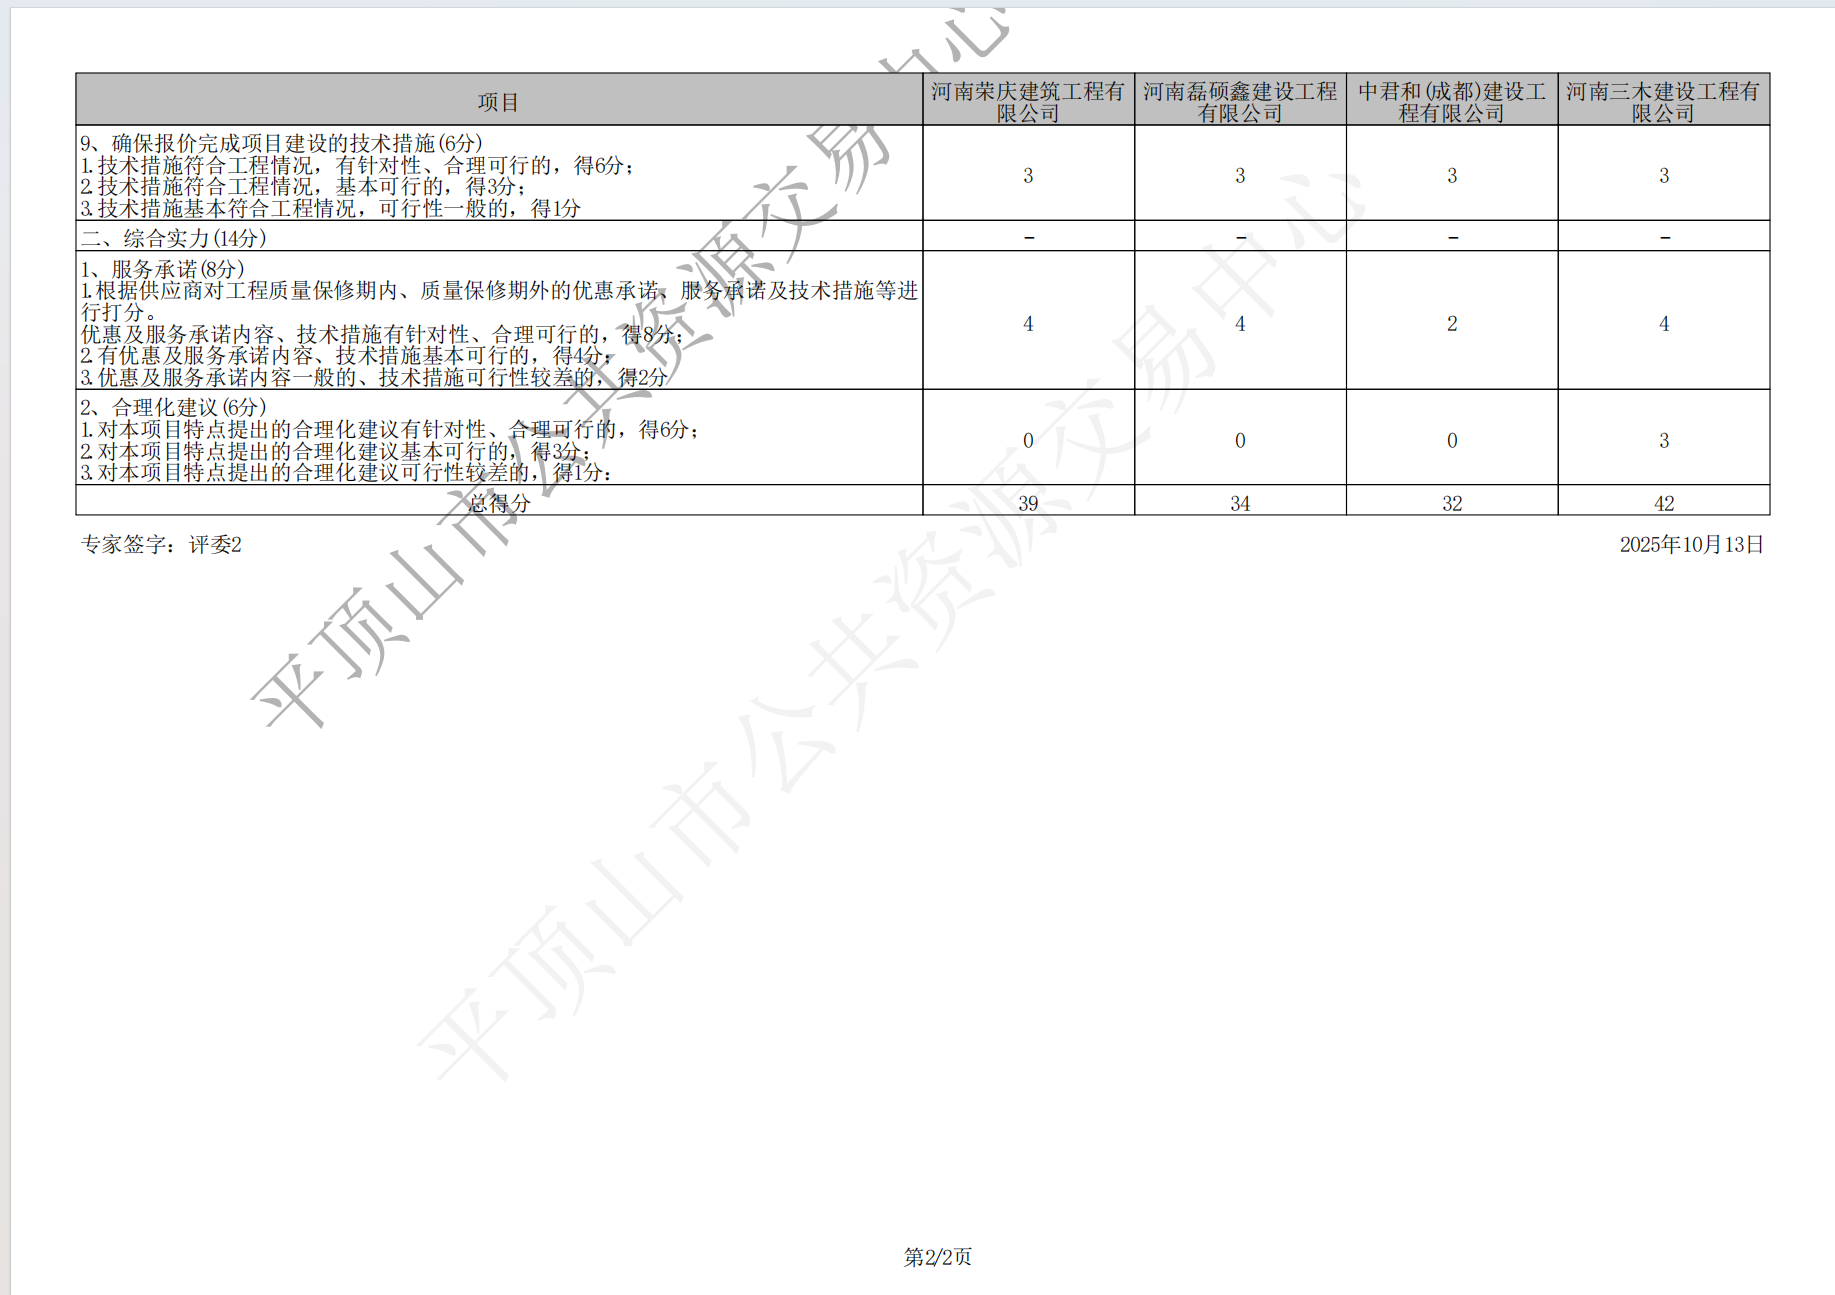 项目
河南荣庆建筑工程有
限公司
河南磊硕鑫建设工程
有限公司
中君和(成都)建设工
程有限公司
河南三木建设工程有
限公司
9、确保报价完成项目建设的技术措施(6分)
1.技术措施符合工程情况，有针对性、合理可行的，得6分；
2.技术措施符合工程情况，基本可行的，得3分；
3.技术措施基本符合工程情况，可行性一般的，得1分
3 3 3 3
二、综合实力(14分)
- - - -
1、服务承诺(8分)
1.根据供应商对工程质量保修期内、质量保修期外的优惠承诺、服务承诺及技术措施等进
行打分。
优惠及服务承诺内容、技术措施有针对性、合理可行的，得8分；
2.有优惠及服务承诺内容、技术措施基本可行的，得4分；
3.优惠及服务承诺内容一般的、技术措施可行性较差的，得2分
4 4 2 4
2、合理化建议(6分)
1.对本项目特点提出的合理化建议有针对性、合理可行的，得6分；
2.对本项目特点提出的合理化建议基本可行的，得3分；
3.对本项目特点提出的合理化建议可行性较差的，得1分：
0 0 0 3
总得分 39 34 32 42
专家签字：评委2
2025年10月13日
平顶山市公共资源交易中心
平顶山市公共资源交易中心
第2/2页